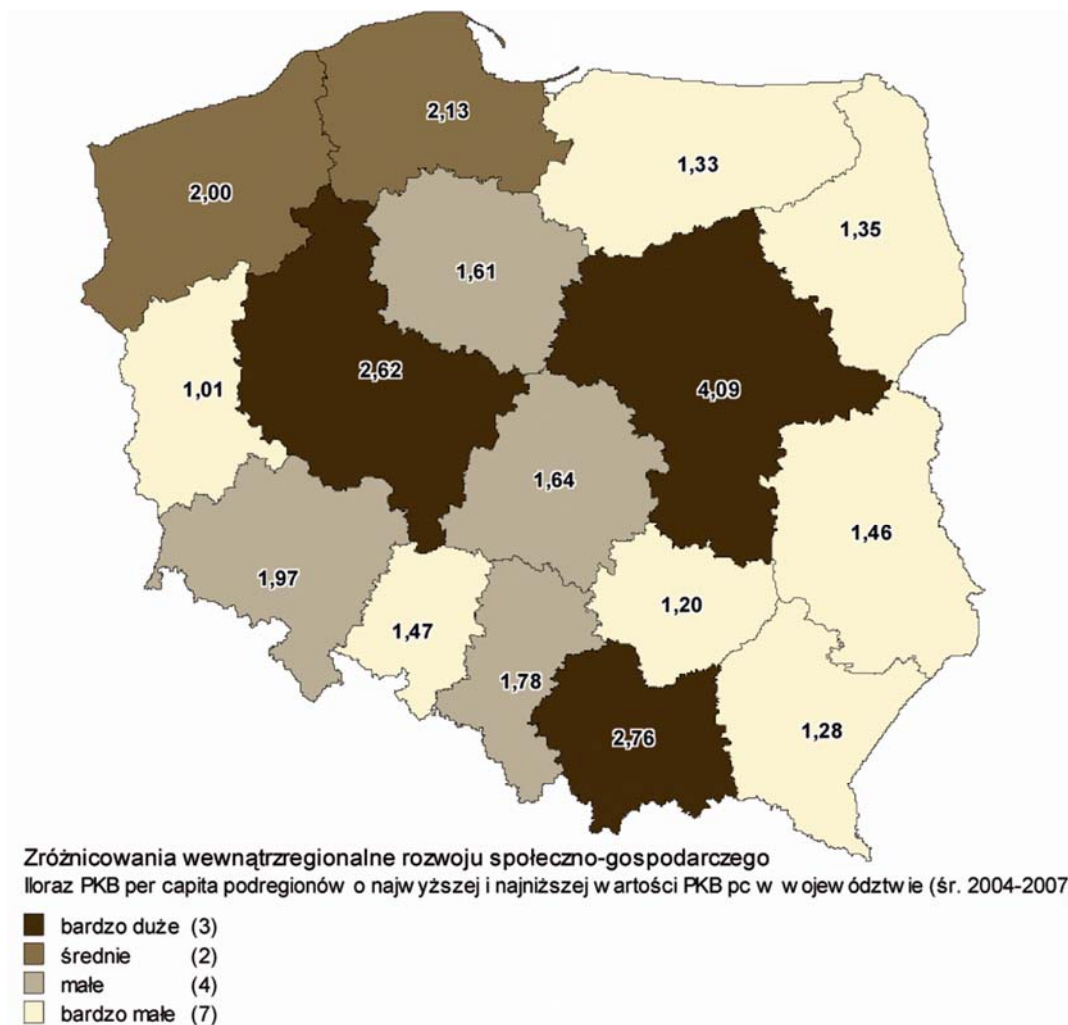 2,13
2,00
1,33
1,35
1,61
1,01
2,62
4,09
1,64
1,46
1,97
1,47
1,20
1,78
2,76
1,28
Zróżnicowania wewnątrzregionalne rozwoju społeczno-gospodarczego
Iloraz PKB per capita podregionów o najwyższej i najniższej wartości PKB pc w województwie (śr. 2004-2007
bardzo duże (3)
średnie (2)
małe (4)
bardzo małe (7)